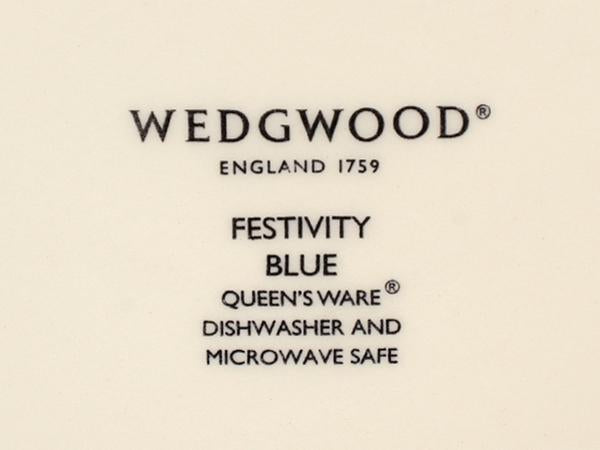 WEDGWOOD®
ENGLAND 1759
FESTIVITY
BLUE
QUEEN'S WARE®
DISHWASHER AND
MICROWAVE SAFE